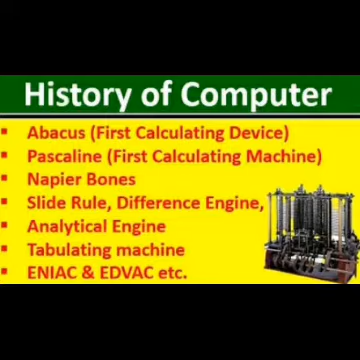 History of Computer
▪ Abacus (First Calculating Device)
▪ Pascaline (First Calculating Machine)
▪ Napier Bones
▪ Slide Rule, Difference Engine,
▪ Analytical Engine
▪ Tabulating machine
▪ ENIAC & EDVAC etc.